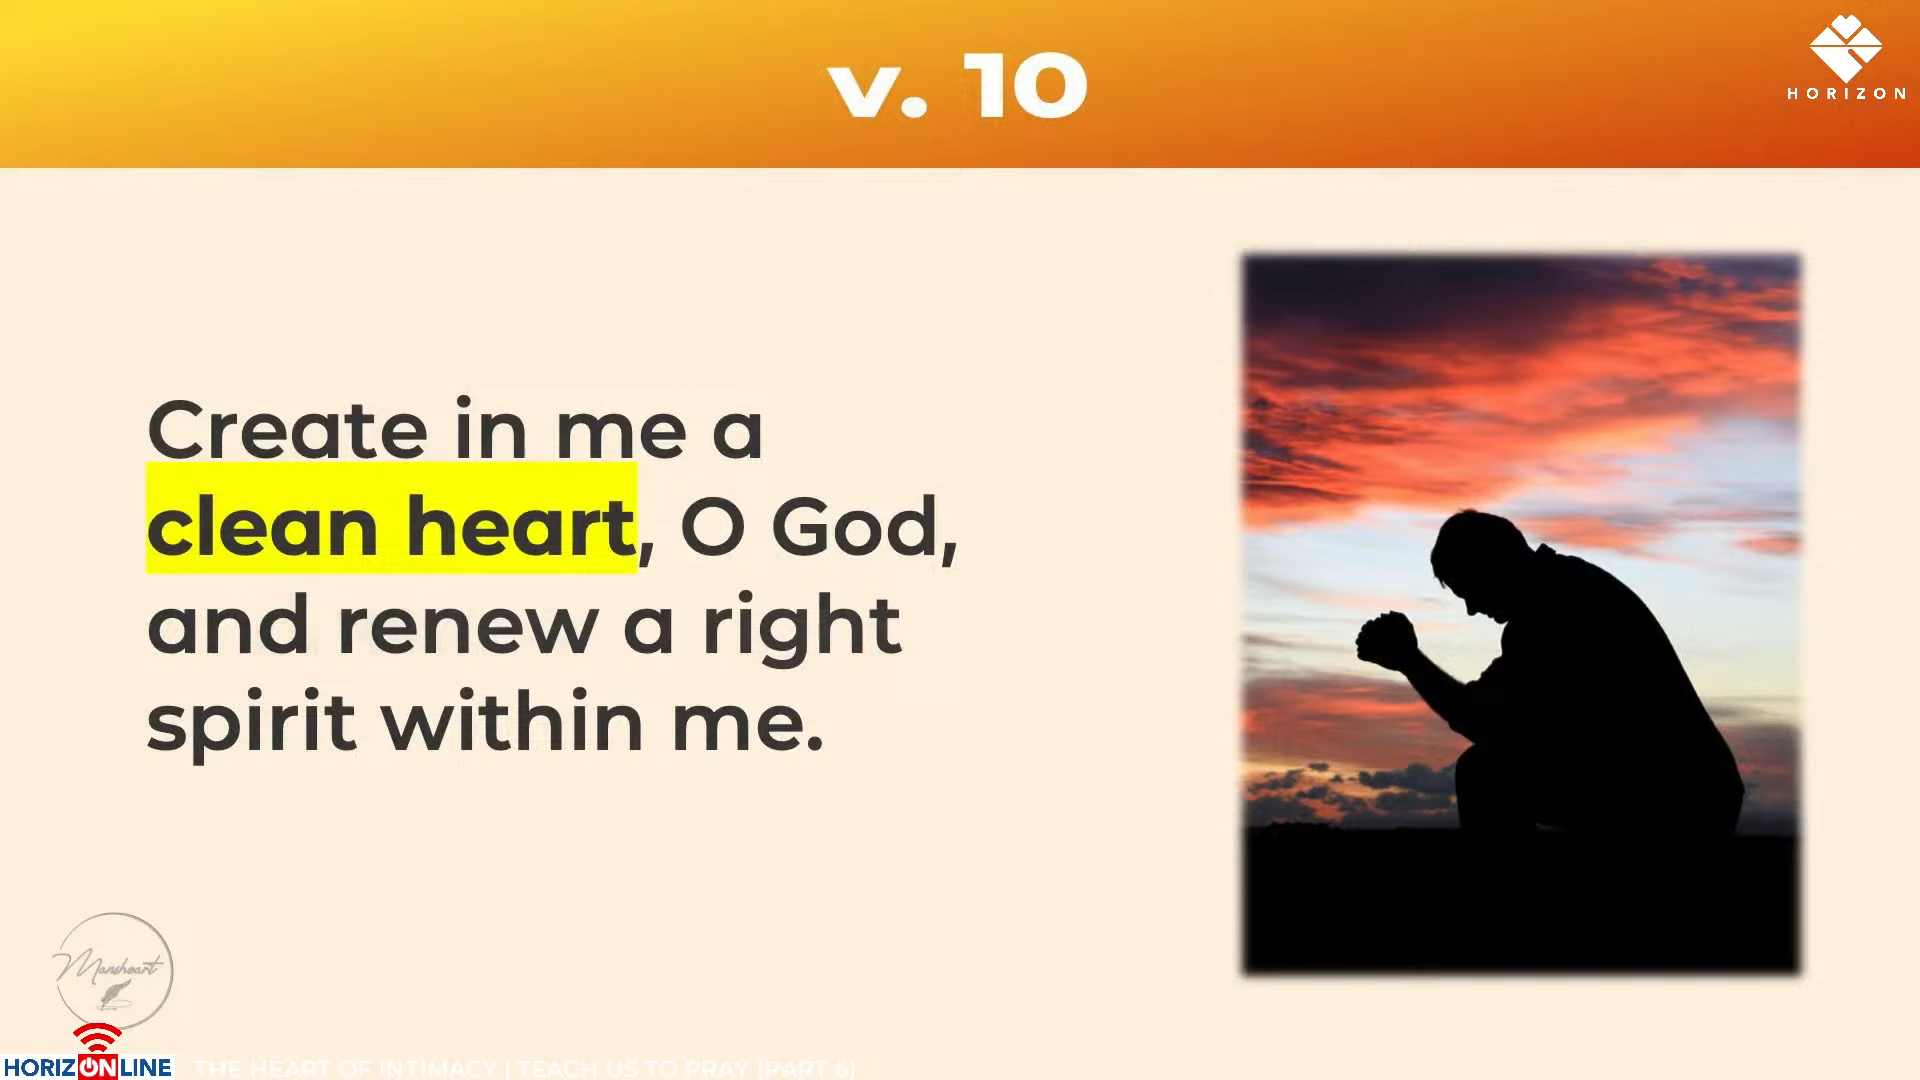 v. 10
HORIZON
Create in me a
clean heart, O God,
and renew a right
spirit within me.
Mansheart
HORIZONLINE
THE HEART OF INTIMACY | TEACH US TO PRAY (PART 6)